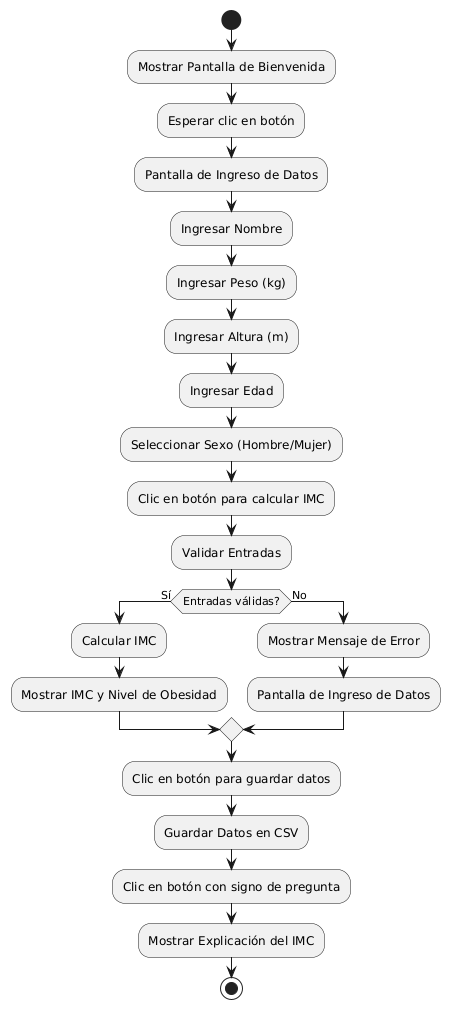 Mostrar Pantalla de Bienvenida
Esperar clic en botón
Pantalla de Ingreso de Datos
Ingresar Nombre
Ingresar Peso (kg)
Ingresar Altura (m)
Ingresar Edad
Seleccionar Sexo (Hombre/Mujer)
Clic en botón para calcular IMC
Validar Entradas
Sí
Entradas válidas?
No
Calcular IMC
Mostrar Mensaje de Error
Mostrar IMC y Nivel de Obesidad
Pantalla de Ingreso de Datos
Clic en botón para guardar datos
Guardar Datos en CSV
Clic en botón con signo de pregunta
Mostrar Explicación del IMC